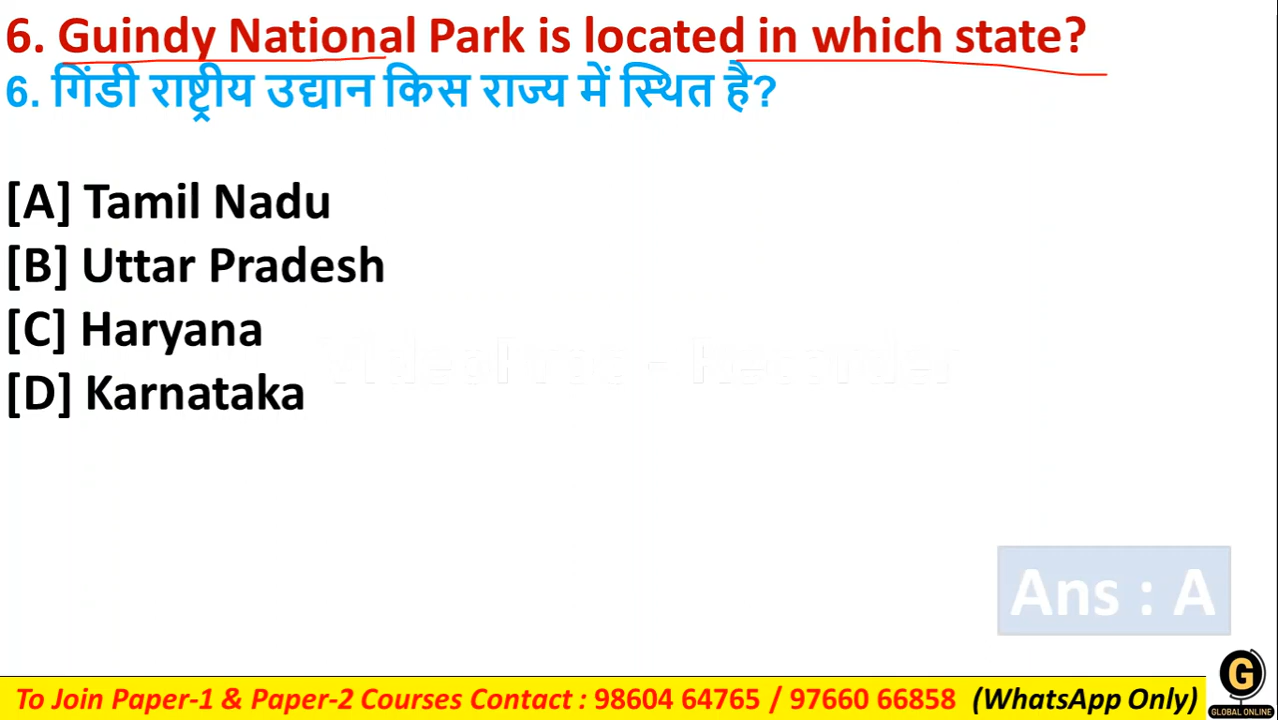 6. Guindy National Park is located in which state?
6. गिंडी राष्ट्रीय उद्यान किस राज्य में स्थित है?
[A] Tamil Nadu
[B] Uttar Pradesh
[C] Haryana
[D] Karnataka
- Recorder
Ans : A
To Join Paper-1 & Paper-2 Courses Contact : 98604 64765 / 97660 66858 (WhatsApp Only)
G
GLOBAL ONLINE